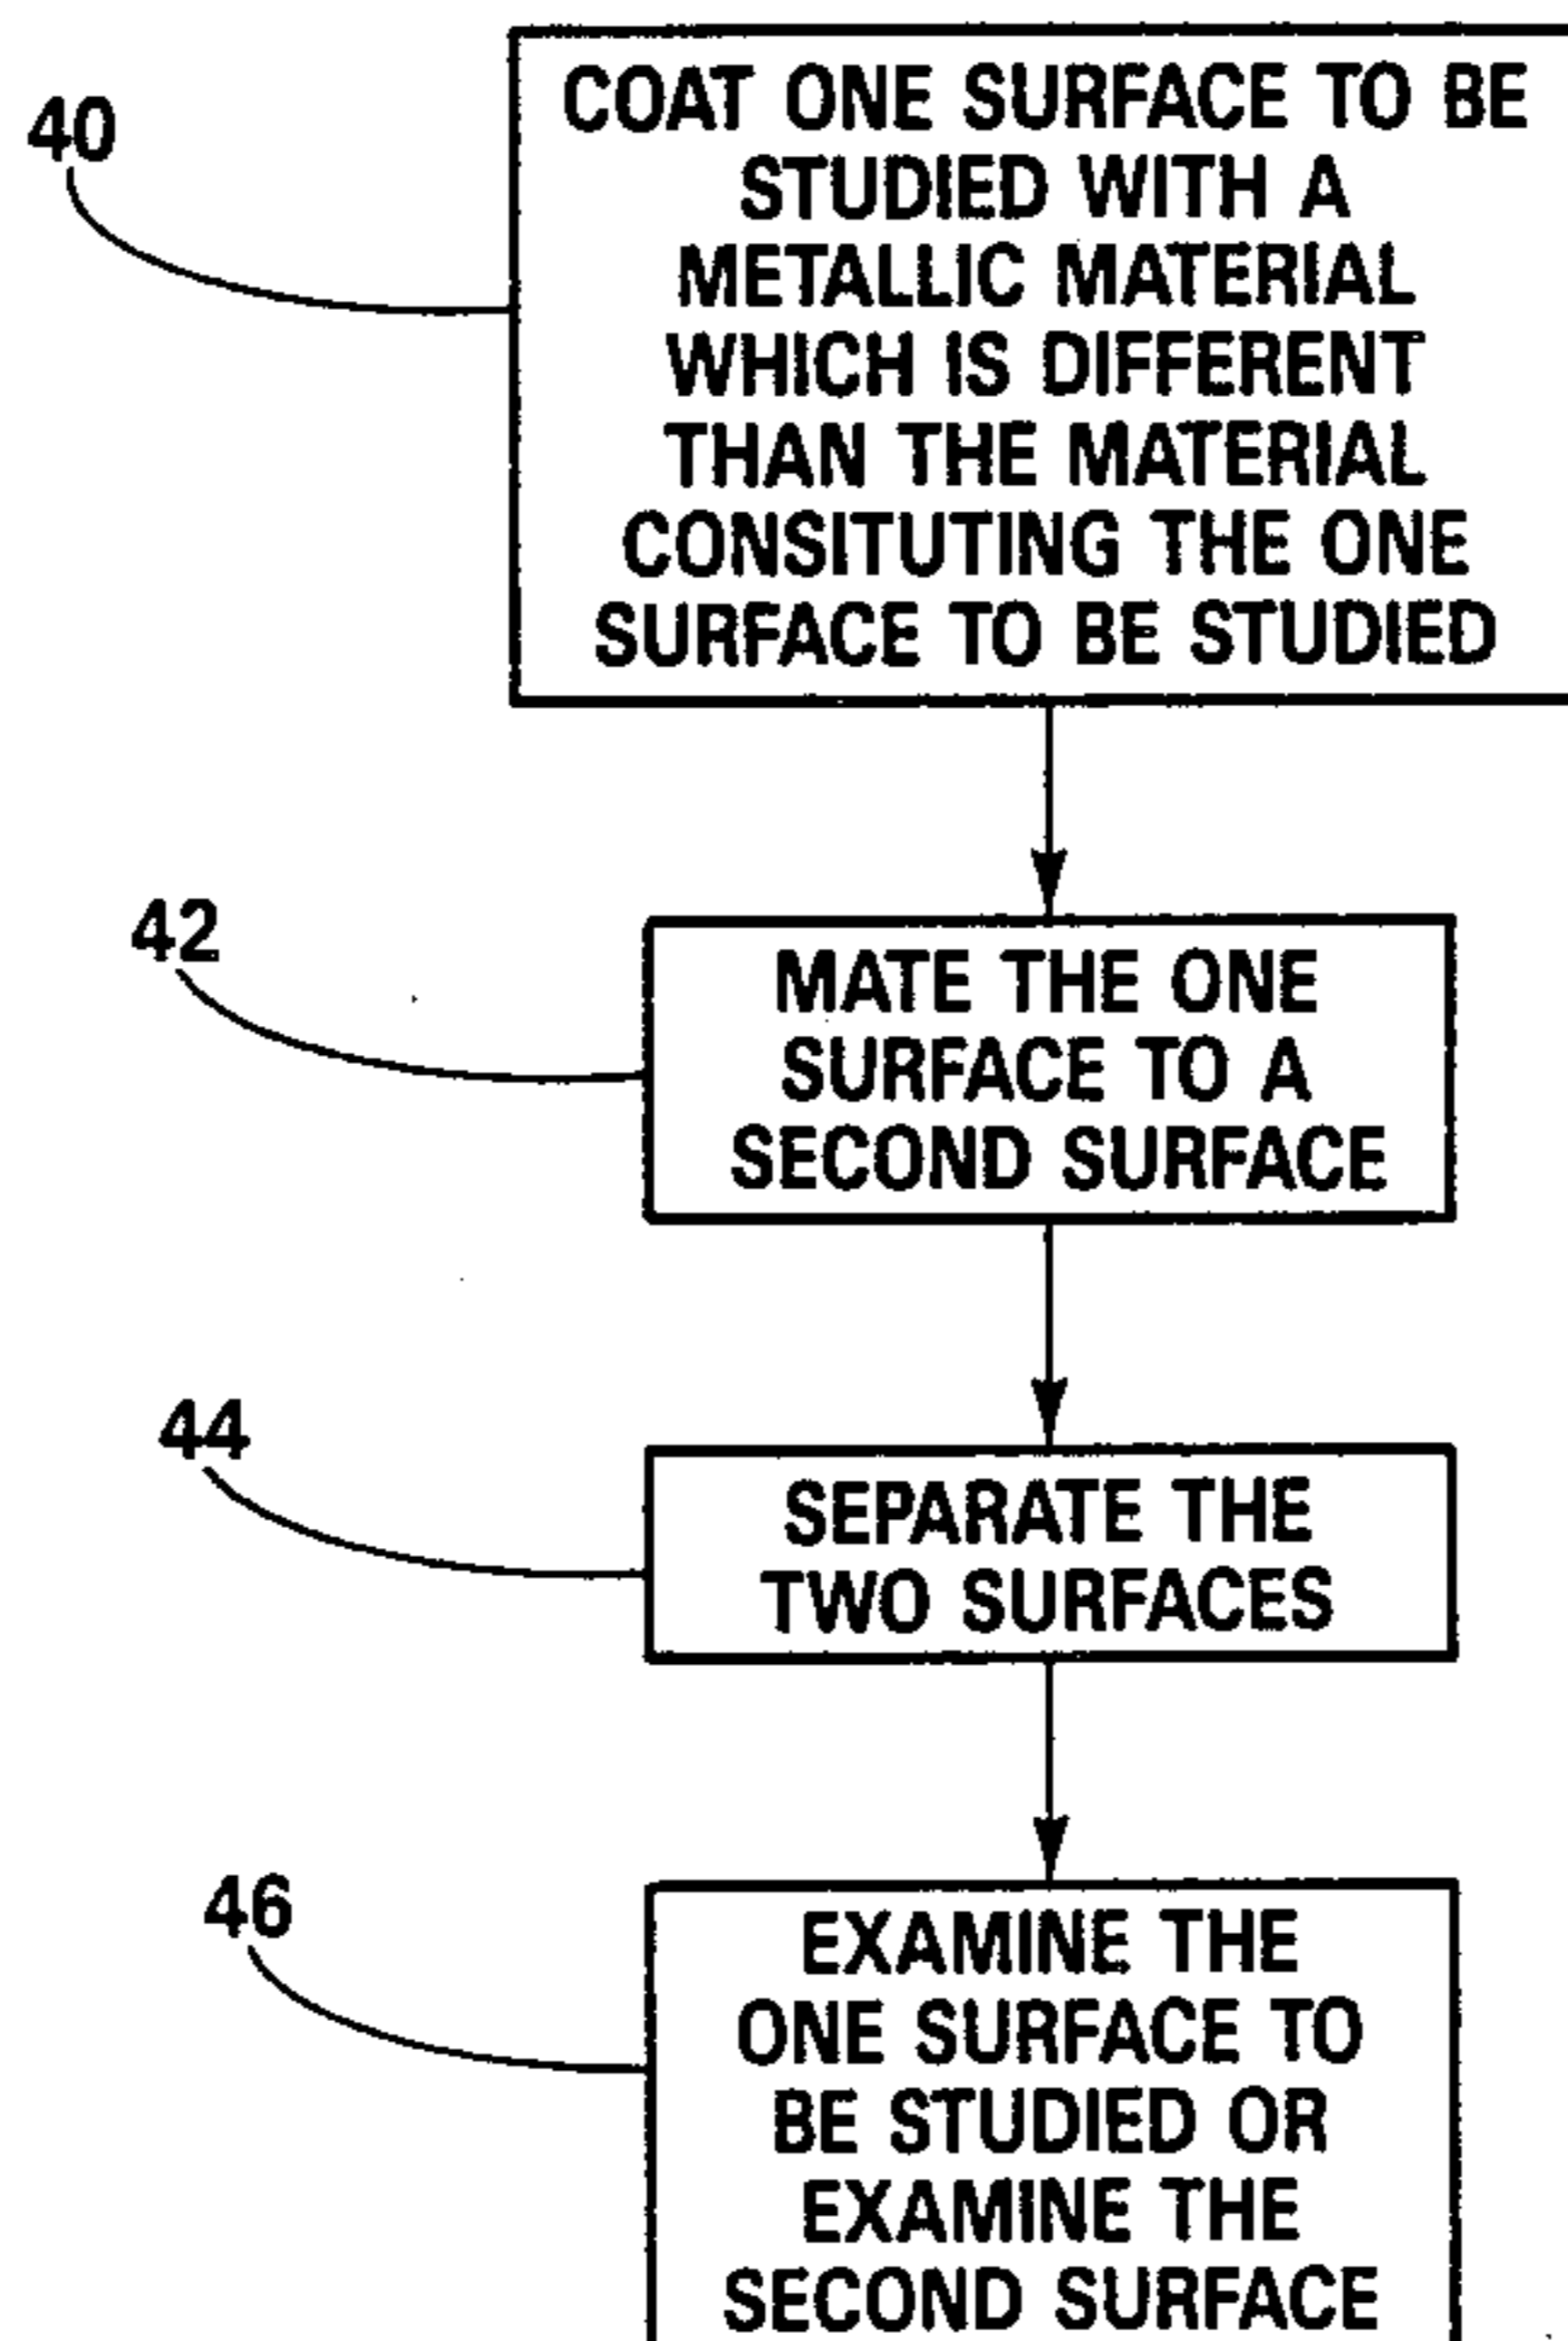 40
COAT ONE SURFACE TO BE
STUDIED WITH A
METALLIC MATERIAL
WHICH IS DIFFERENT
THAN THE MATERIAL
CONSITUTING THE ONE
SURFACE TO BE STUDIED
42
MATE THE ONE
SURFACE TO A
SECOND SURFACE
44
SEPARATE THE
TWO SURFACES
46
EXAMINE THE
ONE SURFACE TO
BE STUDIED OR
EXAMINE THE
SECOND SURFACE